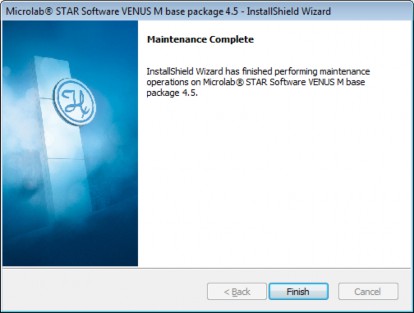 Microlab® STAR Software VENUS M base package 4.5 - InstallShield Wizard
Maintenance Complete
InstallShield Wizard has finished performing maintenance
operations on Microlab® STAR Software VENUS M base
package 4.5.
< Back
Finish
Cancel